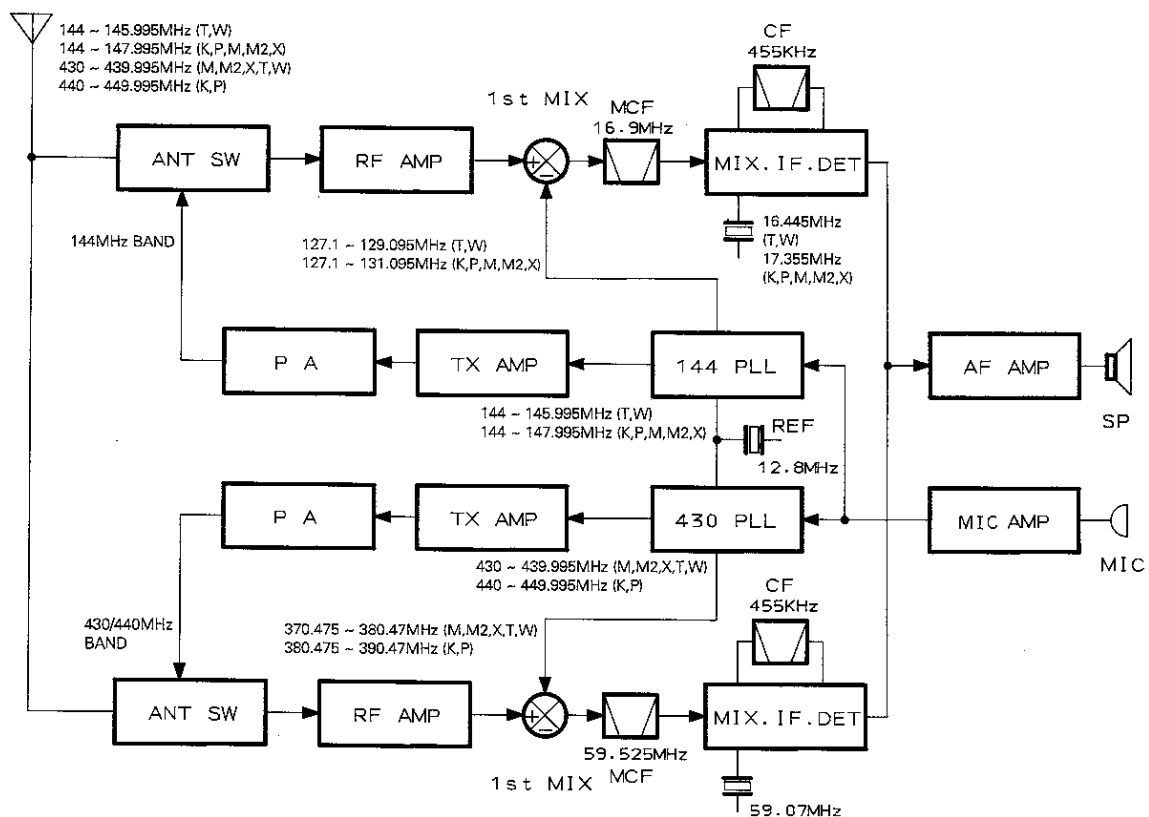 144 ~ 145.995MHz (T,W)
144 ~ 147.995MHz (K,P,M,M2,X)
430 ~ 439.995MHz (M,M2,X,T,W)
440 ~ 449.995MHz (K,P)
CF
455KHz
1st MIX
MCF
16.9MHz
ANT SW
RF AMP
+
−
MIX.IF.DET
144MHz BAND
127.1 ~ 129.095MHz (T,W)
127.1 ~ 131.095MHz (K,P,M,M2,X)
16.445MHz
(T,W)
17.355MHz
(K,P,M,M2,X)
P A
TX AMP
144 PLL
AF AMP
SP
144 ~ 145.995MHz (T,W)
144 ~ 147.995MHz (K,P,M,M2,X)
REF
12.8MHz
P A
TX AMP
430 PLL
MIC AMP
MIC
430 ~ 439.995MHz (M,M2,X,T,W)
440 ~ 449.995MHz (K,P)
CF
455KHz
430/440MHz
BAND
370.475 ~ 380.47MHz (M,M2,X,T,W)
380.475 ~ 390.47MHz (K,P)
ANT SW
RF AMP
+
−
MIX.IF.DET
59.525MHz
MCF
1st MIX
59.07MHz